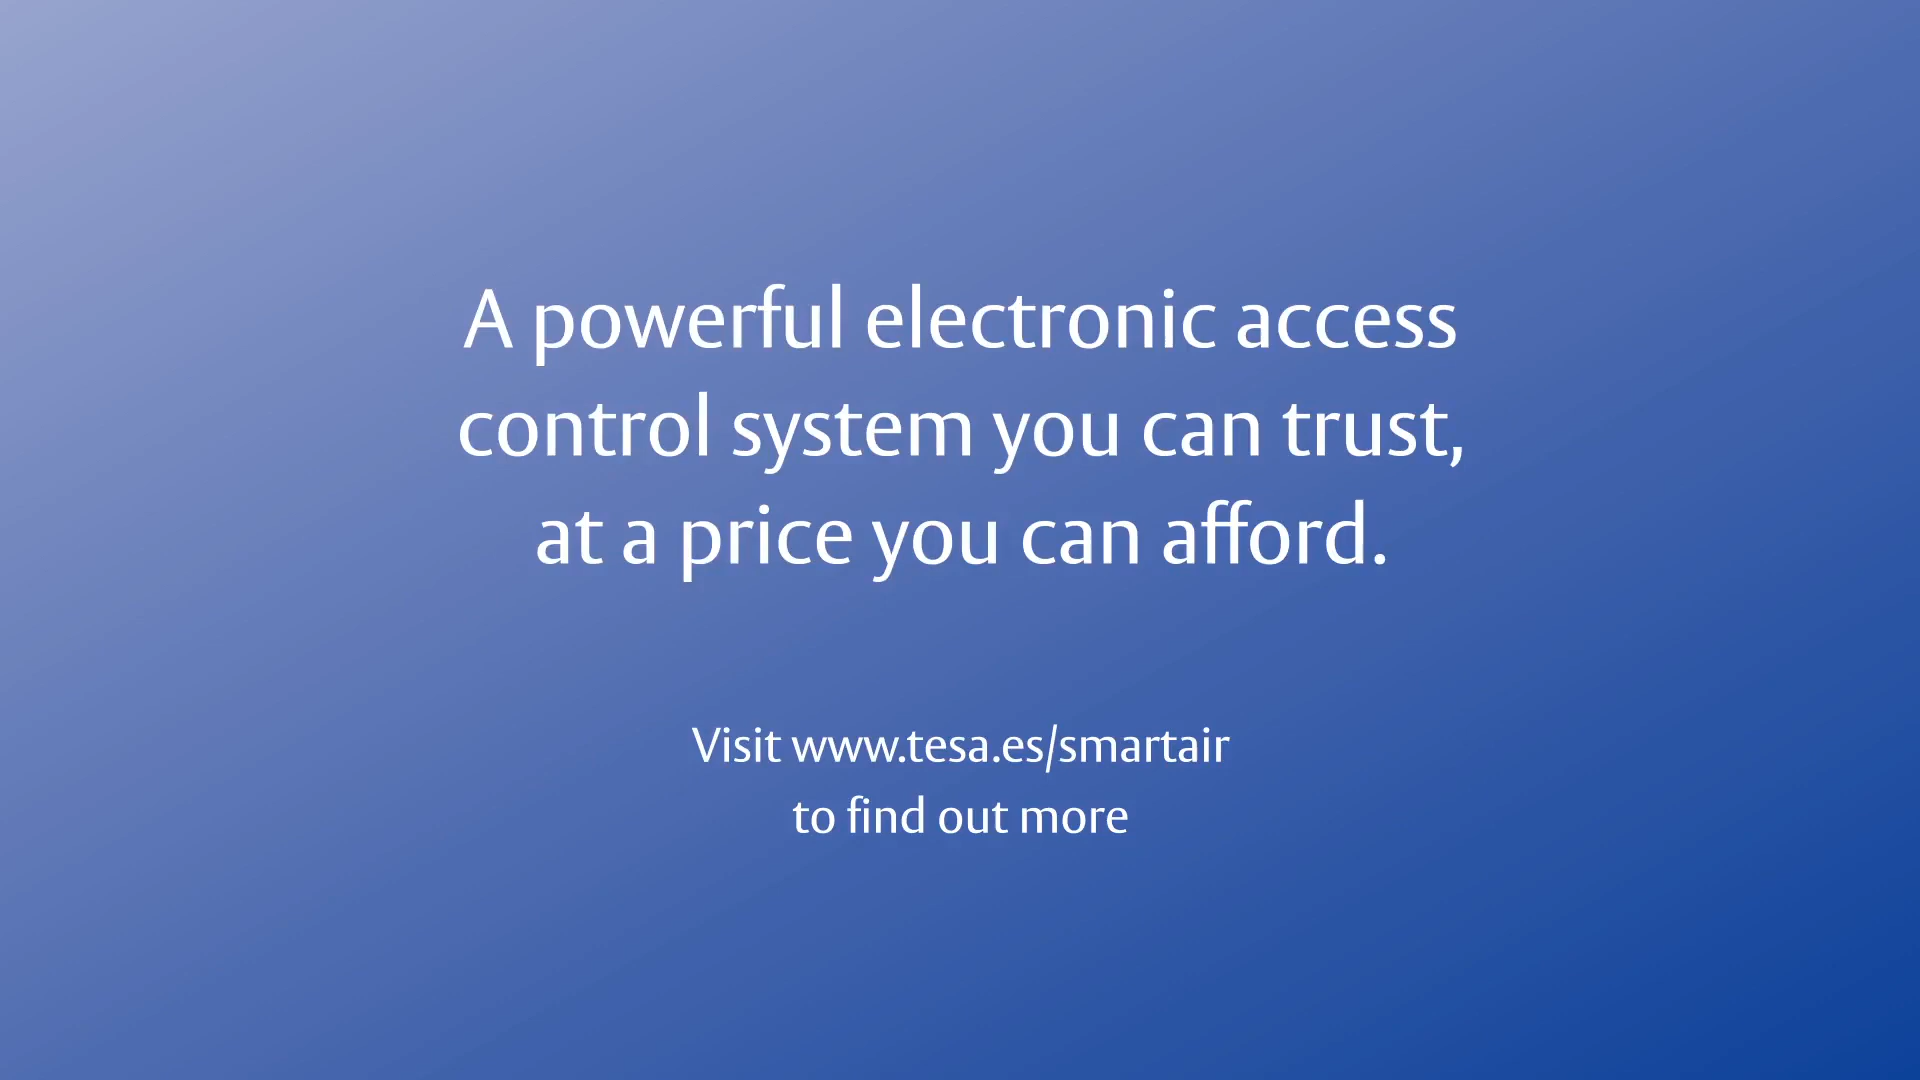 A powerful electronic access
control system you can trust,
at a price you can afford.
Visit www.tesa.es/smartair
to find out more